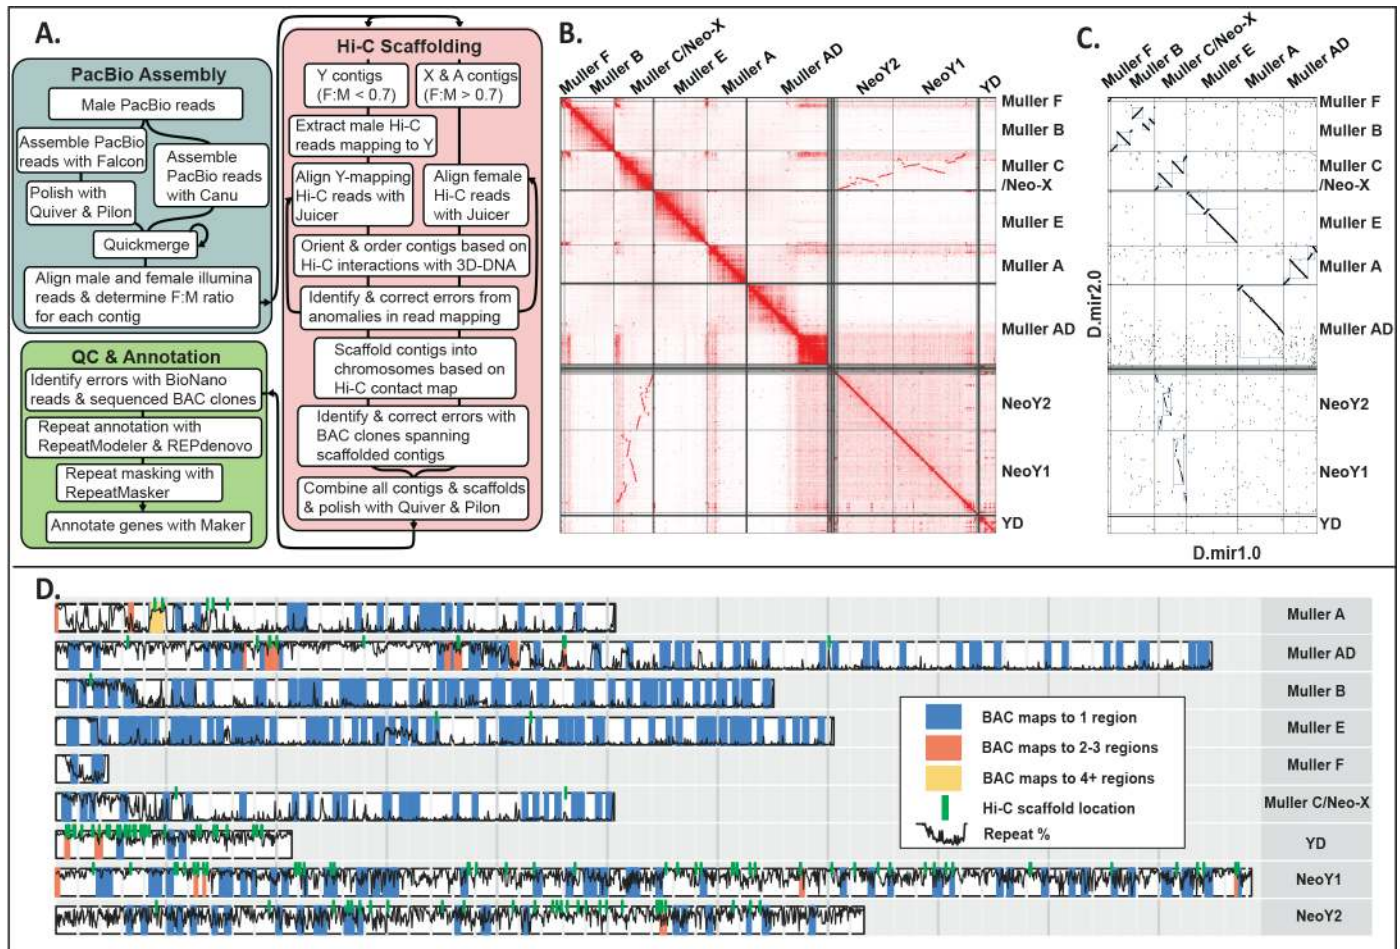 A.
PacBio Assembly
Male PacBio reads
Assemble PacBio
reads with Falcon
Assemble
PacBio reads
with Canu
Polish with
Quiver & Pilon
Quickmerge
Align male and female illumina
reads & determine F:M ratio
for each contig
QC & Annotation
Identify errors with BioNano
reads & sequenced BAC clones
Repeat annotation with
RepeatModeler & REPdenovo
Repeat masking with
RepeatMasker
Annotate genes with Maker
Hi-C Scaffolding
Y contigs
(F:M < 0.7)
X & A contigs
(F:M > 0.7)
Extract male Hi-C
reads mapping to Y
Align Y-mapping
Hi-C reads with
Juicer
Align female
Hi-C reads
with Juicer
Orient & order contigs based on
Hi-C interactions with 3D-DNA
Identify & correct errors from
anomalies in read mapping
Scaffold contigs into
chromosomes based on
Hi-C contact map
Identify & correct errors with
BAC clones spanning
scaffolded contigs
Combine all contigs & scaffolds
& polish with Quiver & Pilon
B.
Muller F
Muller B
Muller C/Neo-X
Muller E
Muller A
Muller AD
NeoY2
NeoY1
YD
Muller F
Muller B
Muller C
/Neo-X
Muller E
Muller A
Muller AD
NeoY2
NeoY1
YD
C.
Muller F
Muller B
Muller C/Neo-X
Muller E
Muller A
Muller AD
D.mir2.0
Muller F
Muller B
Muller C
/Neo-X
Muller E
Muller A
Muller AD
NeoY2
NeoY1
YD
D.mir1.0
D.
Muller A
Muller AD
Muller B
Muller E
Muller F
Muller C/Neo-X
YD
NeoY1
NeoY2
BAC maps to 1 region
BAC maps to 2-3 regions
BAC maps to 4+ regions
Hi-C scaffold location
Repeat %